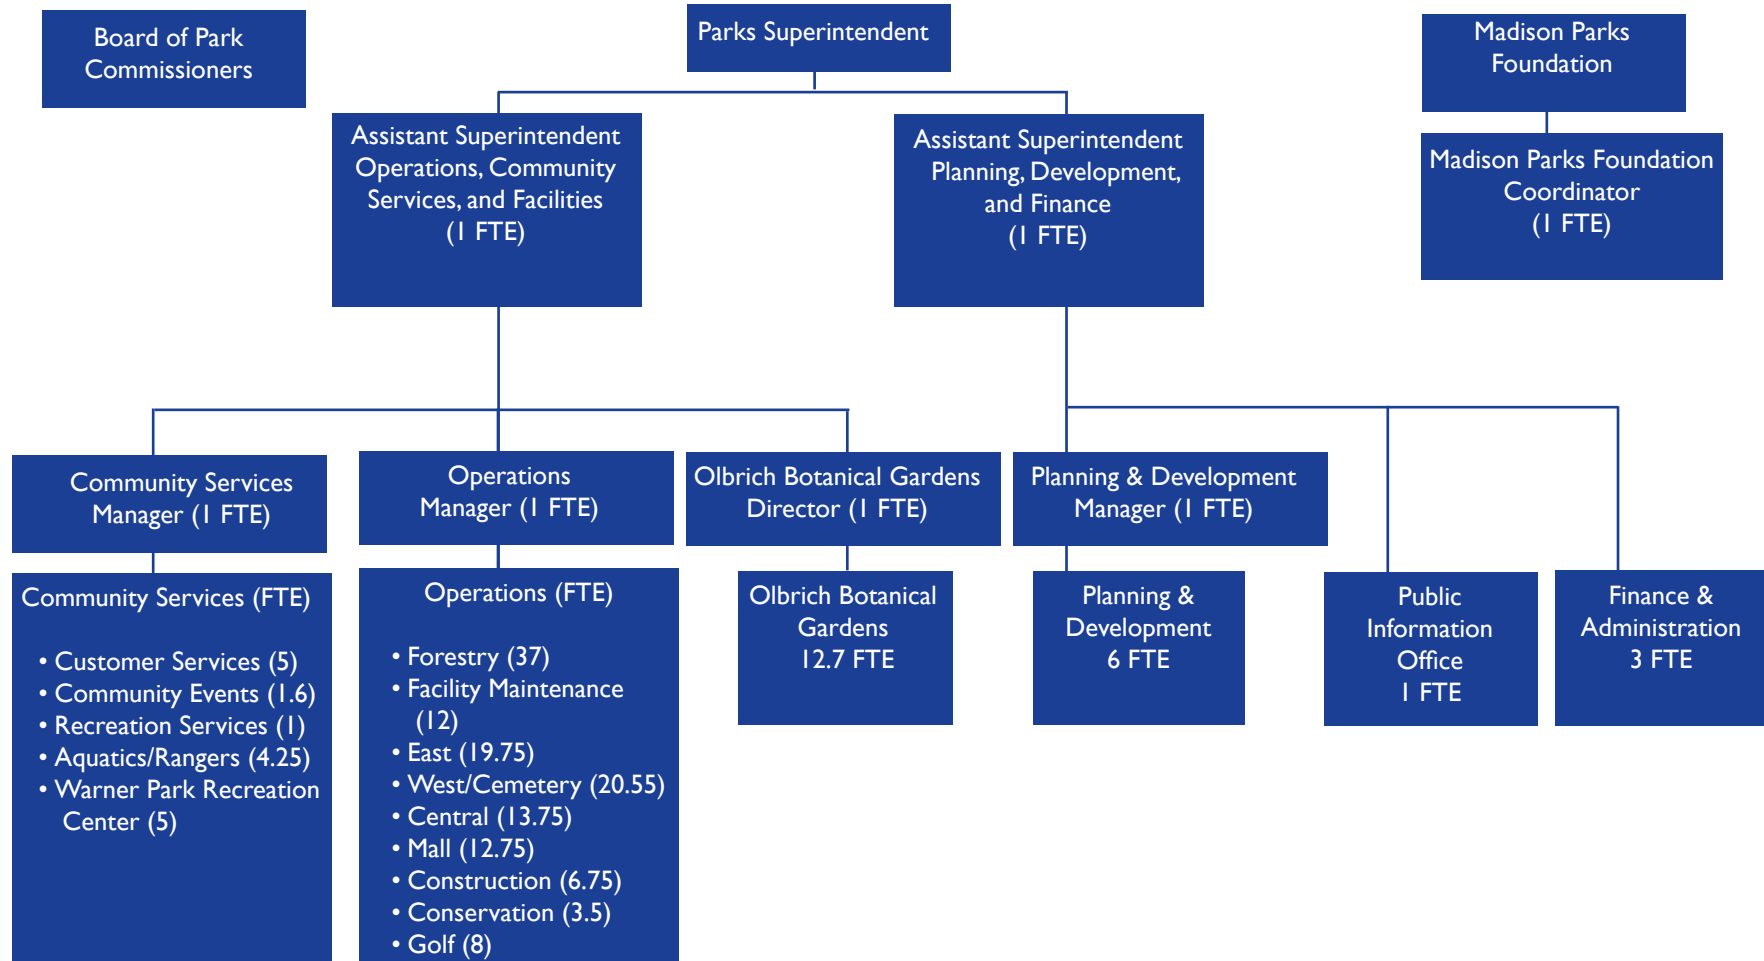 Board of Park
Commissioners
Parks Superintendent
Madison Parks
Foundation
Assistant Superintendent
Operations, Community
Services, and Facilities
(1 FTE)
Assistant Superintendent
Planning, Development,
and Finance
(1 FTE)
Madison Parks Foundation
Coordinator
(1 FTE)
Community Services
Manager (1 FTE)
Operations
Manager (1 FTE)
Olbrich Botanical Gardens
Director (1 FTE)
Planning & Development
Manager (1 FTE)
Community Services (FTE)
• Customer Services (5)
• Community Events (1.6)
• Recreation Services (1)
• Aquatics/Rangers (4.25)
• Warner Park Recreation
Center (5)
Operations (FTE)
• Forestry (37)
• Facility Maintenance
(12)
• East (19.75)
• West/Cemetery (20.55)
• Central (13.75)
• Mall (12.75)
• Construction (6.75)
• Conservation (3.5)
• Golf (8)
Olbrich Botanical
Gardens
12.7 FTE
Planning &
Development
6 FTE
Public
Information
Office
1 FTE
Finance &
Administration
3 FTE